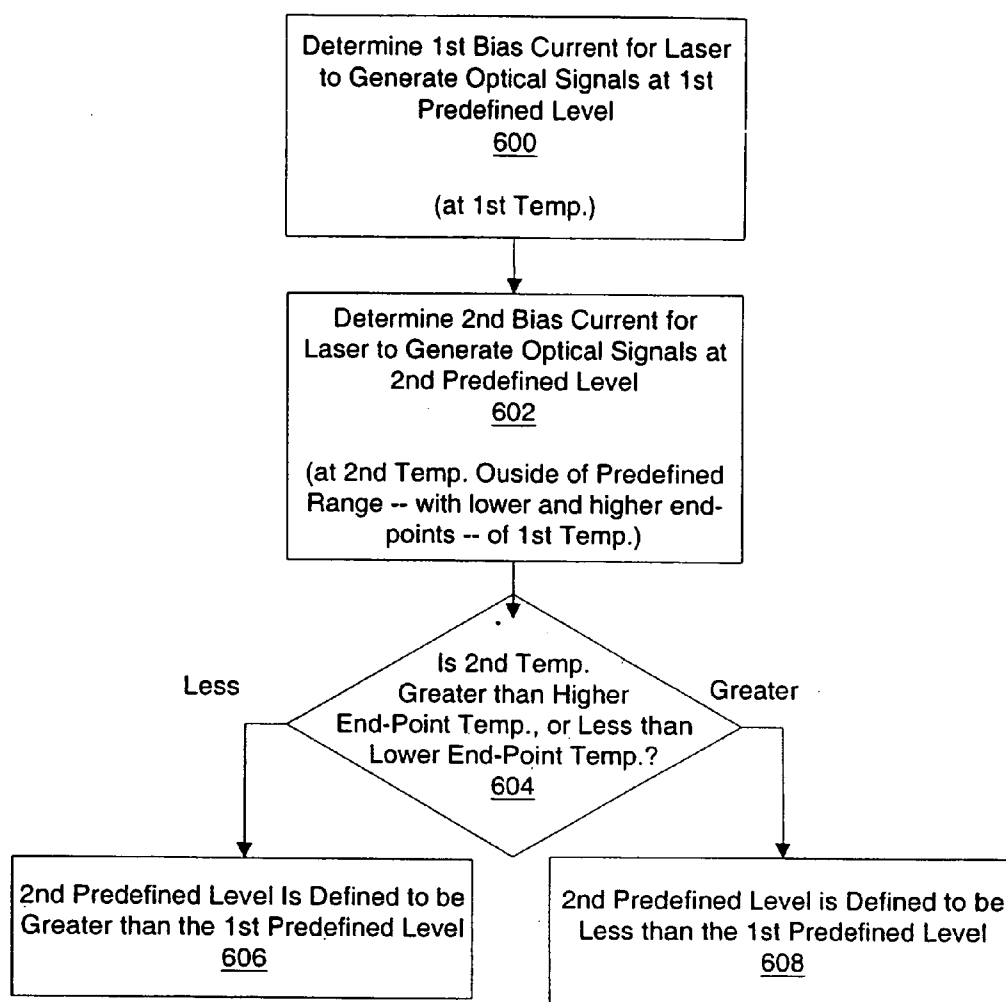 Determine 1st Bias Current for Laser
to Generate Optical Signals at 1st
Predefined Level
600
(at 1st Temp.)
Determine 2nd Bias Current for
Laser to Generate Optical Signals at
2nd Predefined Level
602
(at 2nd Temp. Ouside of Predefined
Range -- with lower and higher end-
points -- of 1st Temp.)
Is 2nd Temp.
Greater than Higher
End-Point Temp., or Less than
Lower End-Point Temp.?
604
Less
Greater
2nd Predefined Level Is Defined to be
Greater than the 1st Predefined Level
606
2nd Predefined Level is Defined to be
Less than the 1st Predefined Level
608